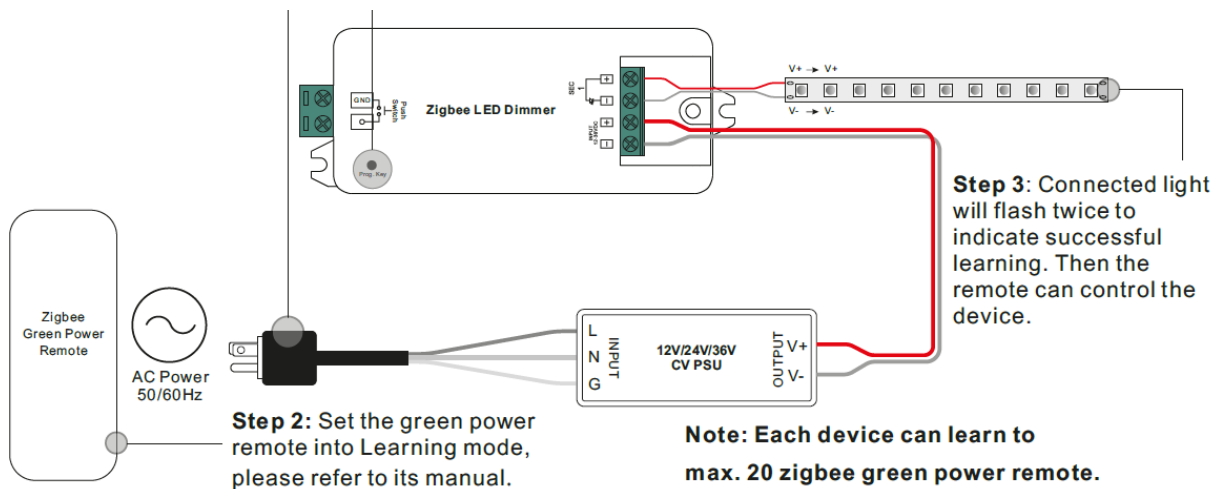 V+ → V+
V- → V-
GND
Push
Switch
Prog. Key
Zigbee LED Dimmer
SEC
1
+
-
+
-
INPUT
12-36VDC
Step 3: Connected light
will flash twice to
indicate successful
learning. Then the
remote can control the
device.
Zigbee
Green Power
Remote
AC Power
50/60Hz
L
N
G
INPUT
12V/24V/36V
CV PSU
OUTPUT
V+
V-
Step 2: Set the green power
remote into Learning mode,
please refer to its manual.
Note: Each device can learn to
max. 20 zigbee green power remote.